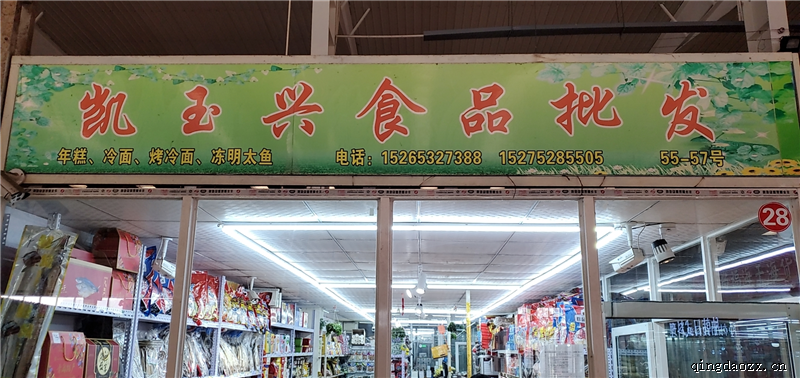 凯玉兴食品批发
年糕、冷面、烤冷面、冻明太鱼 电话：15265327388 15275285505 55-57号
28
qingdaozz.cn